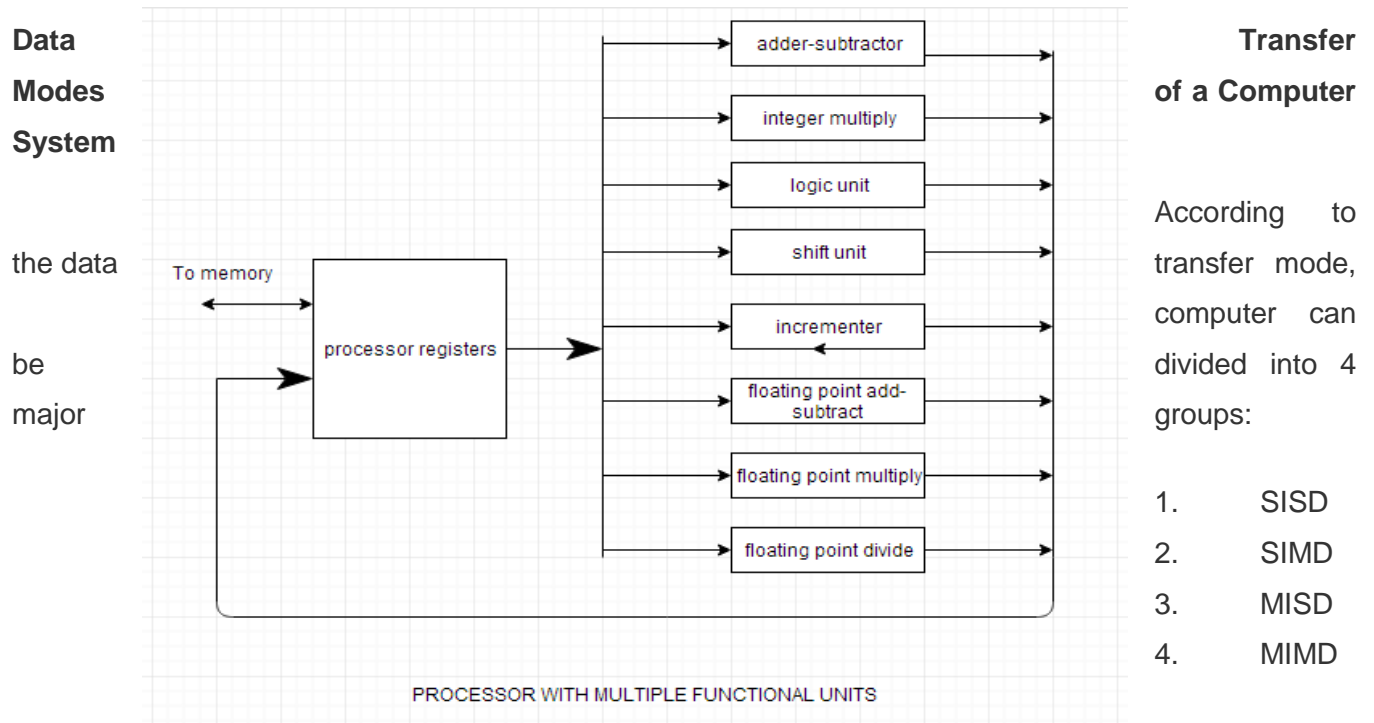 Data Transfer
Modes of a Computer
System
According to
the data transfer mode,
computer can
be divided into 4
major groups:
1. SISD
2. SIMD
3. MISD
4. MIMD
adder-subtractor
integer multiply
logic unit
shift unit
To memory
incrementer
processor registers
floating point add-
subtract
floating point multiply
floating point divide
PROCESSOR WITH MULTIPLE FUNCTIONAL UNITS